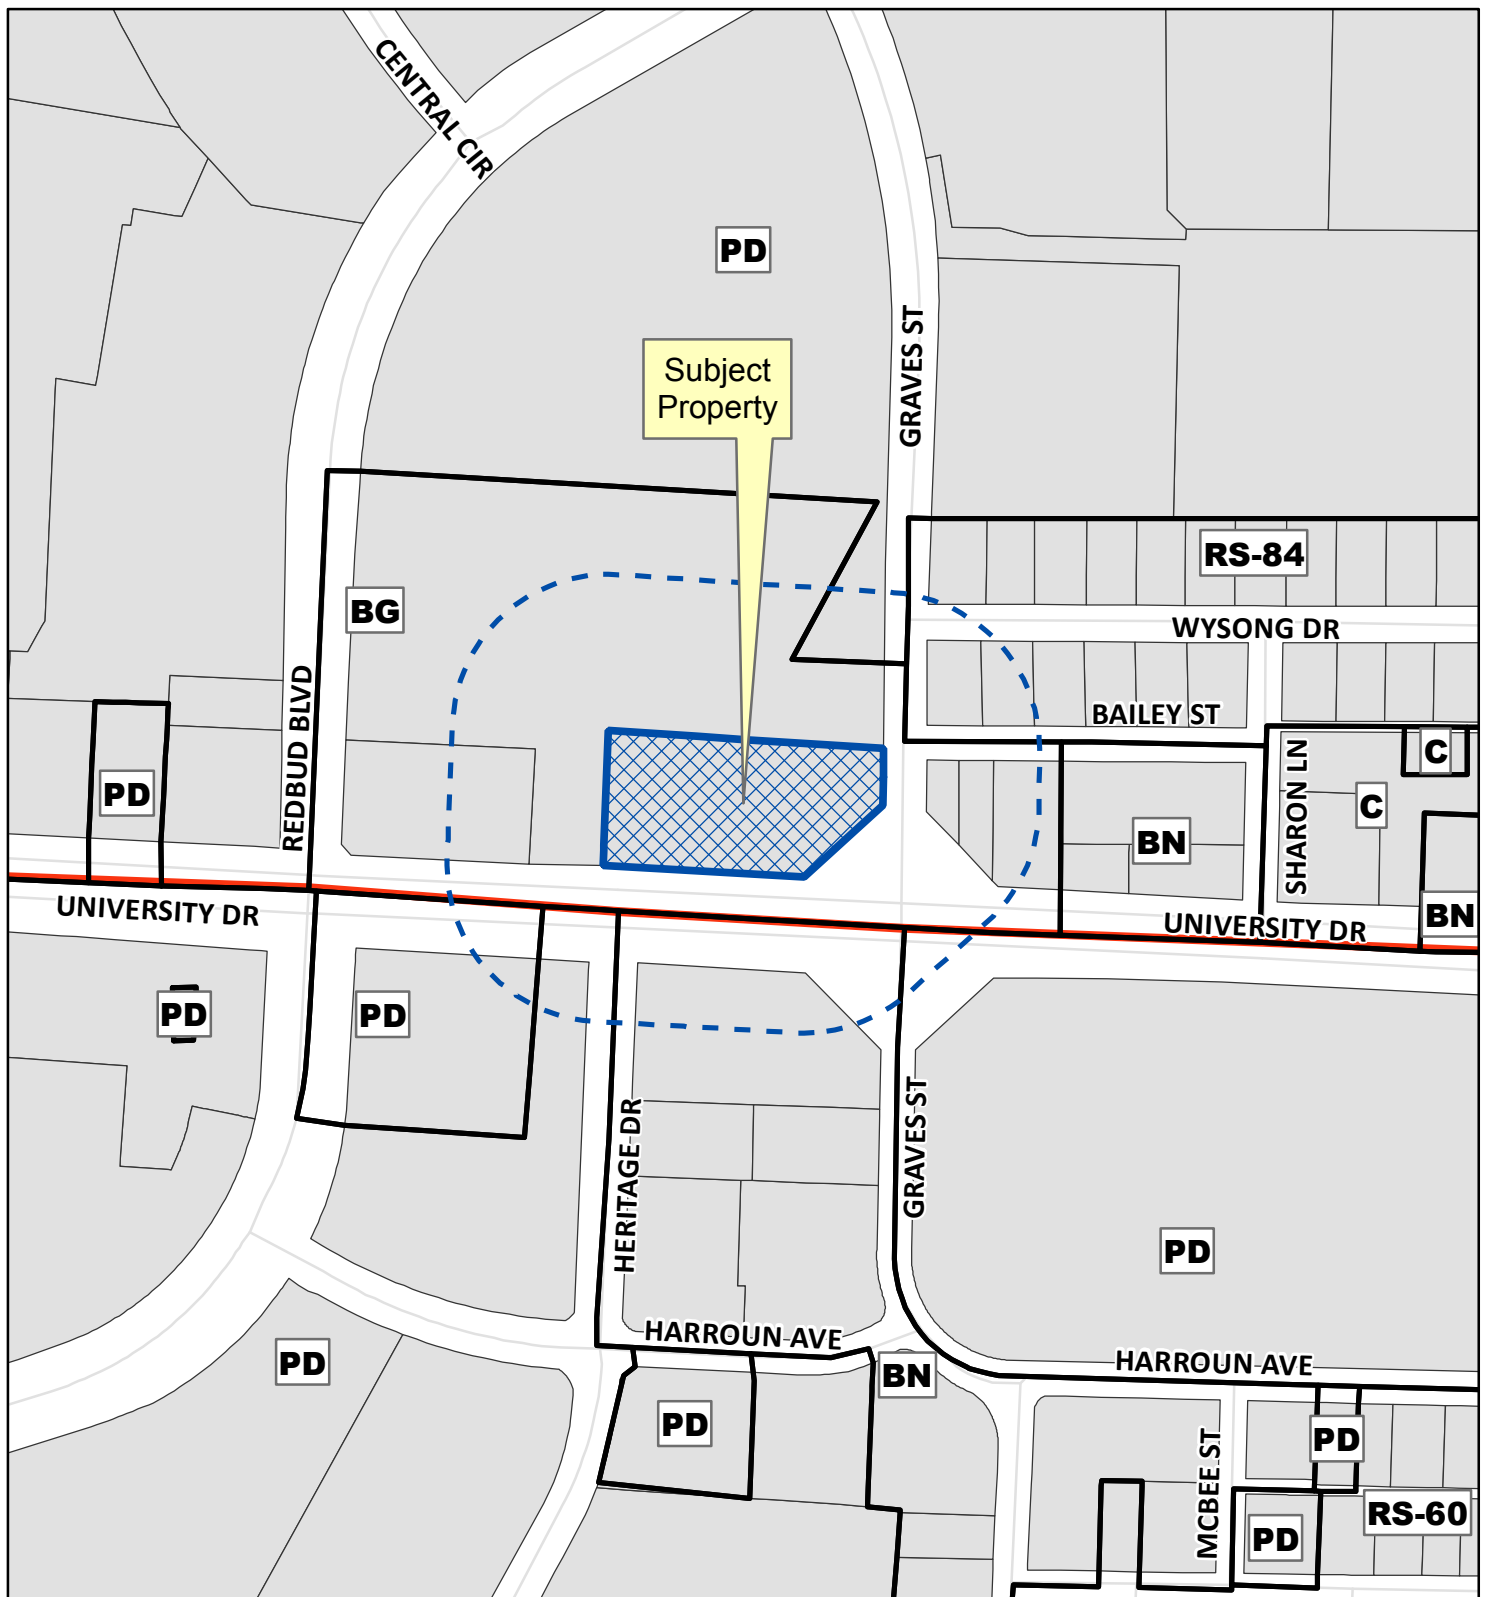 CENTRAL CIR
PD
GRAVES ST
Subject
Property
RS-84
BG
WYSONG DR
BAILEY ST
REDBUD BLVD
SHARON LN
C
PD
C
BN
UNIVERSITY DR
UNIVERSITY DR
BN
PD
PD
HERITAGE DR
GRAVES ST
PD
HARROUN AVE
HARROUN AVE
PD
BN
PD
MCBEE ST
PD
RS-60
PD